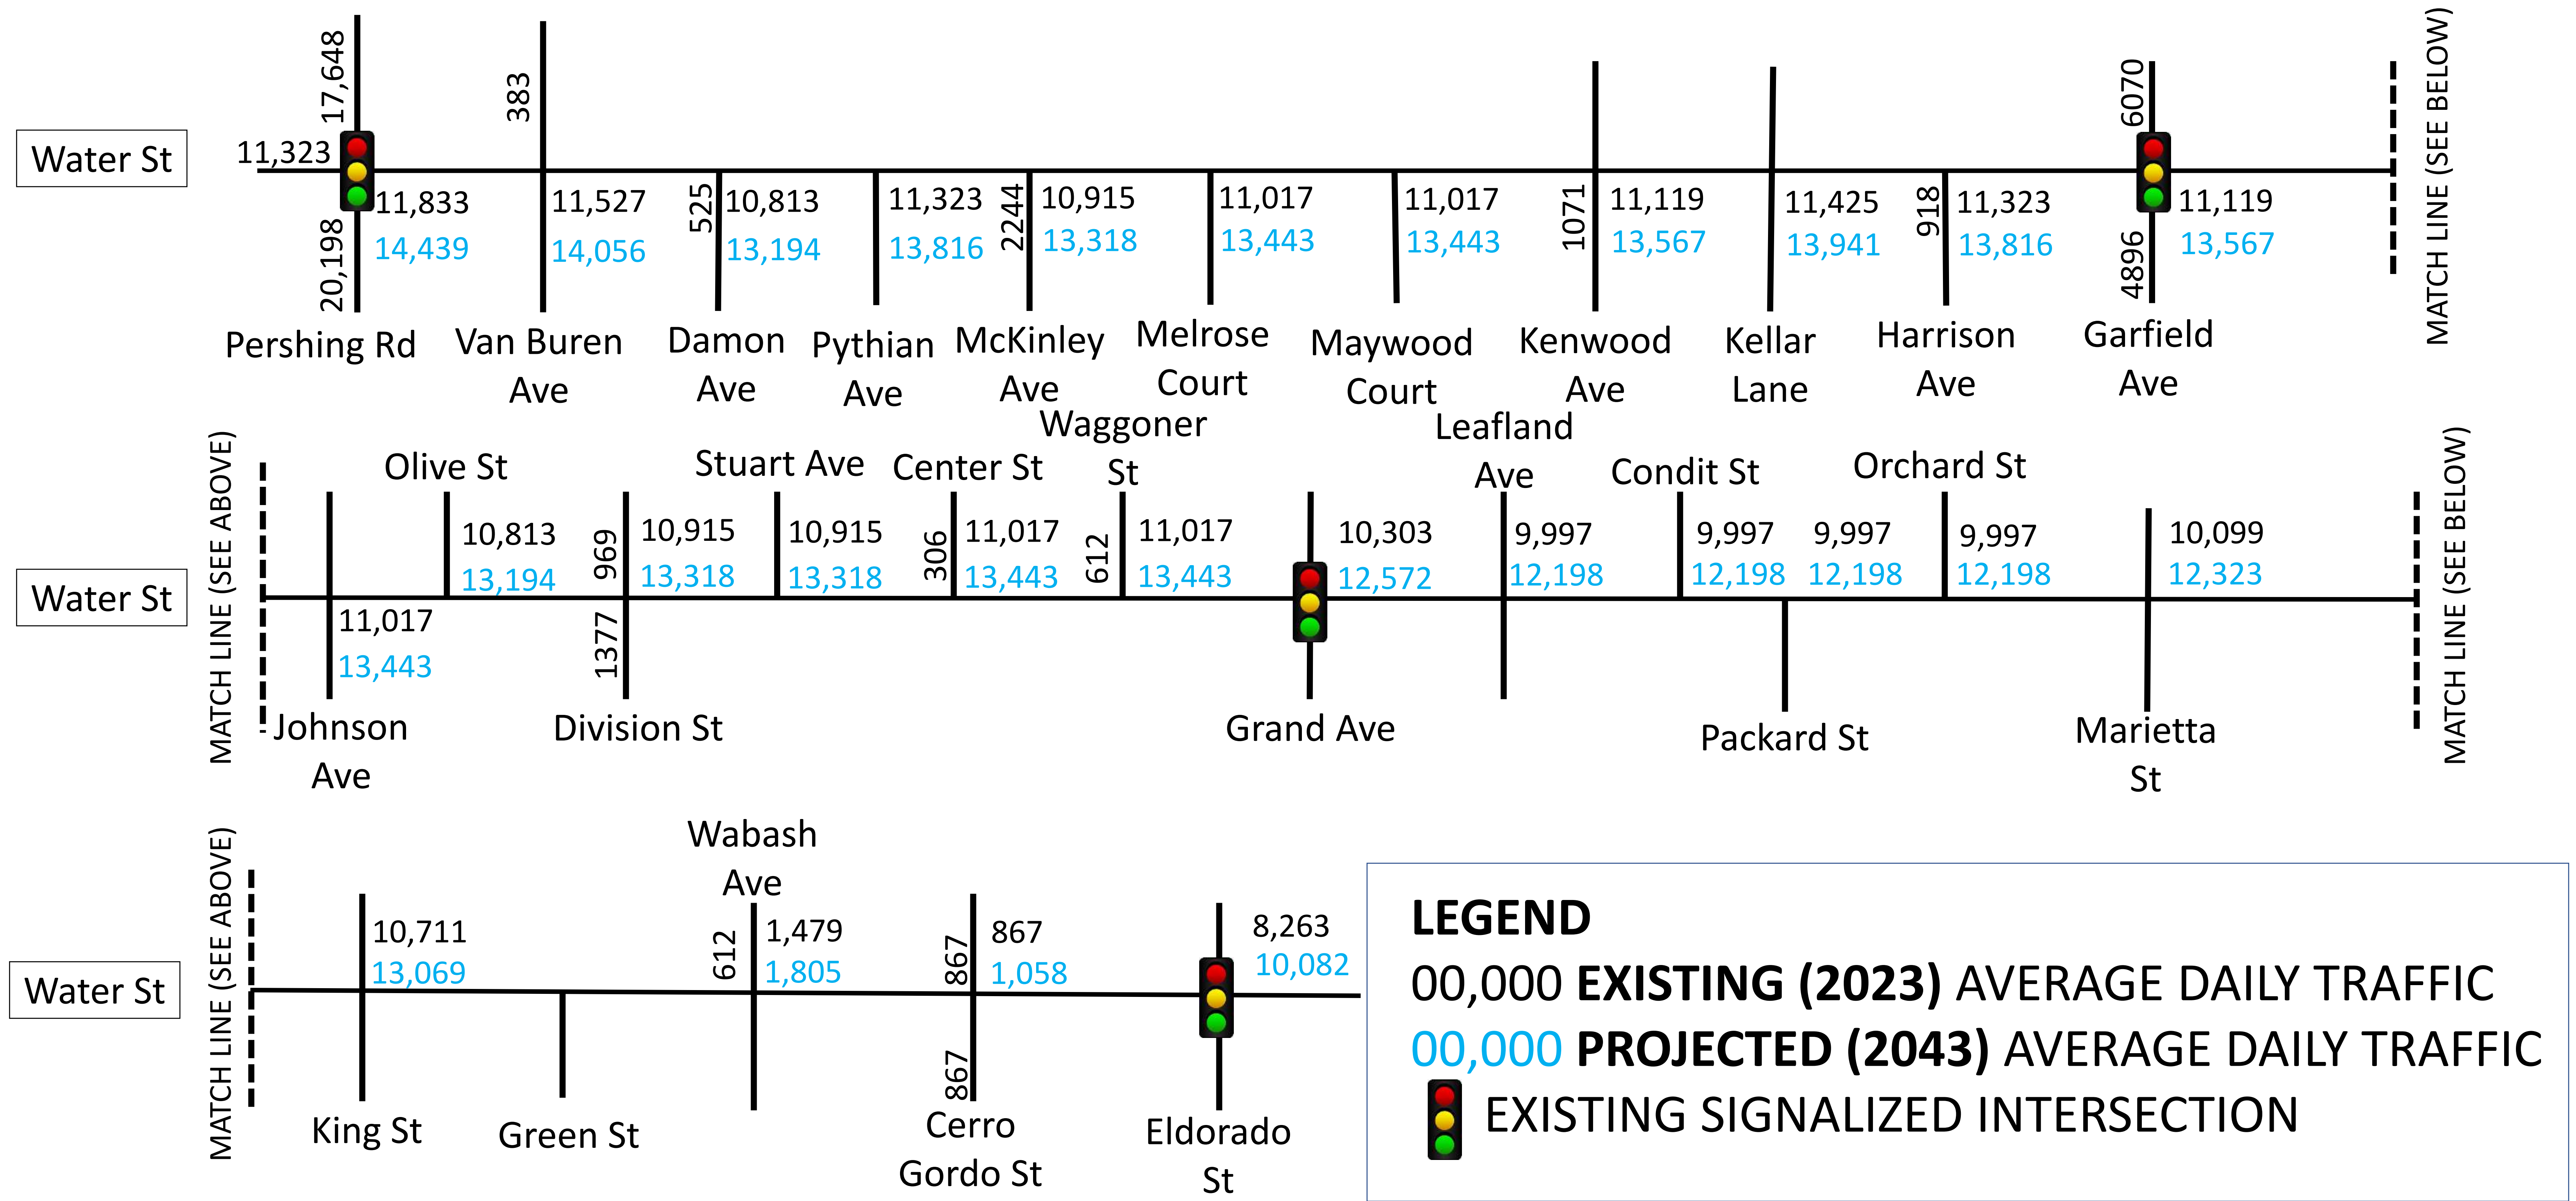 17,648
383
6070
MATCH LINE (SEE BELOW)
Water St
11,323
20,198
11,833
14,439
11,527
14,056
525
10,813
13,194
11,323
13,816
2244
10,915
13,318
11,017
13,443
11,017
13,443
1071
11,119
13,567
11,425
13,941
918
11,323
13,816
4896
11,119
13,567
Pershing Rd
Van Buren
Ave
Damon
Ave
Pythian
Ave
McKinley
Ave
Melrose
Court
Maywood
Court
Kenwood
Ave
Kellar
Lane
Harrison
Ave
Garfield
Ave
MATCH LINE (SEE ABOVE)
Olive St
Stuart Ave
Center St
Waggoner
St
Leafland
Ave
Condit St
Orchard St
MATCH LINE (SEE BELOW)
Water St
11,017
13,443
10,813
13,194
969
1377
10,915
13,318
10,915
13,318
306
11,017
13,443
612
11,017
13,443
10,303
12,572
9,997
12,198
9,997
12,198
9,997
12,198
9,997
12,198
10,099
12,323
Johnson
Ave
Division St
Grand Ave
Packard St
Marietta
St
MATCH LINE (SEE ABOVE)
Wabash
Ave
Water St
10,711
13,069
612
1,479
1,805
867
867
867
1,058
8,263
10,082
King St
Green St
Cerro
Gordo St
Eldorado
St
LEGEND
00,000 EXISTING (2023) AVERAGE DAILY TRAFFIC
00,000 PROJECTED (2043) AVERAGE DAILY TRAFFIC
EXISTING SIGNALIZED INTERSECTION